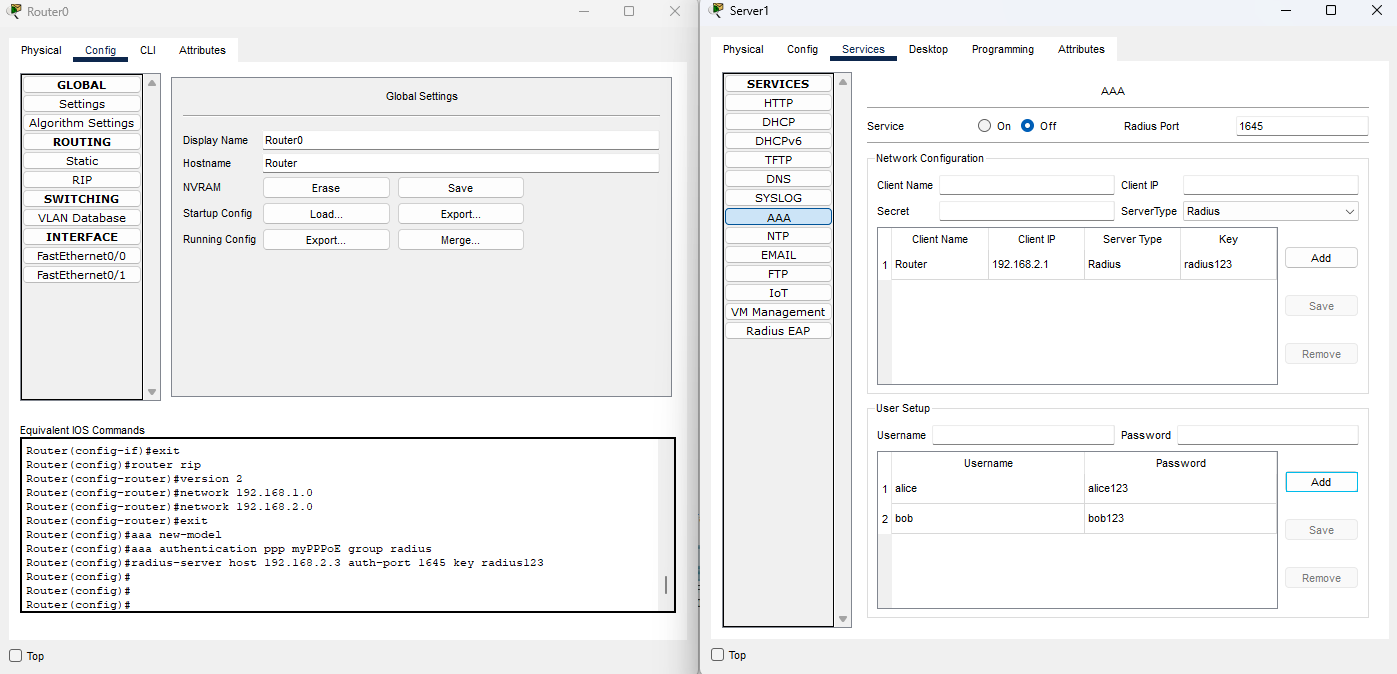 Router0
Physical Config CLI Attributes
GLOBAL
Settings
Algorithm Settings
ROUTING
Static
RIP
SWITCHING
VLAN Database
INTERFACE
FastEthernet0/0
FastEthernet0/1
Global Settings
Display Name Router0
Hostname Router
NVRAM Erase Save
Startup Config Load... Export...
Running Config Export... Merge...
Equivalent IOS Commands
Router(config-if)#exit
Router(config)#router rip
Router(config-router)#version 2
Router(config-router)#network 192.168.1.0
Router(config-router)#network 192.168.2.0
Router(config-router)#exit
Router(config)#aaa new-model
Router(config)#aaa authentication ppp myPPPoE group radius
Router(config)#radius-server host 192.168.2.3 auth-port 1645 key radius123
Router(config)#
Router(config)#
Router(config)#
Top
Server1
Physical Config Services Desktop Programming Attributes
SERVICES
HTTP
DHCP
DHCPv6
TFTP
DNS
SYSLOG
AAA
NTP
EMAIL
FTP
IoT
VM Management
Radius EAP
AAA
Service On Off Radius Port 1645
Network Configuration
Client Name Client IP
Secret ServerType Radius
Client Name Client IP Server Type Key
1 Router 192.168.2.1 Radius radius123
Add
Save
Remove
User Setup
Username Password
Username Password
1 alice alice123
2 bob bob123
Add
Save
Remove
Top